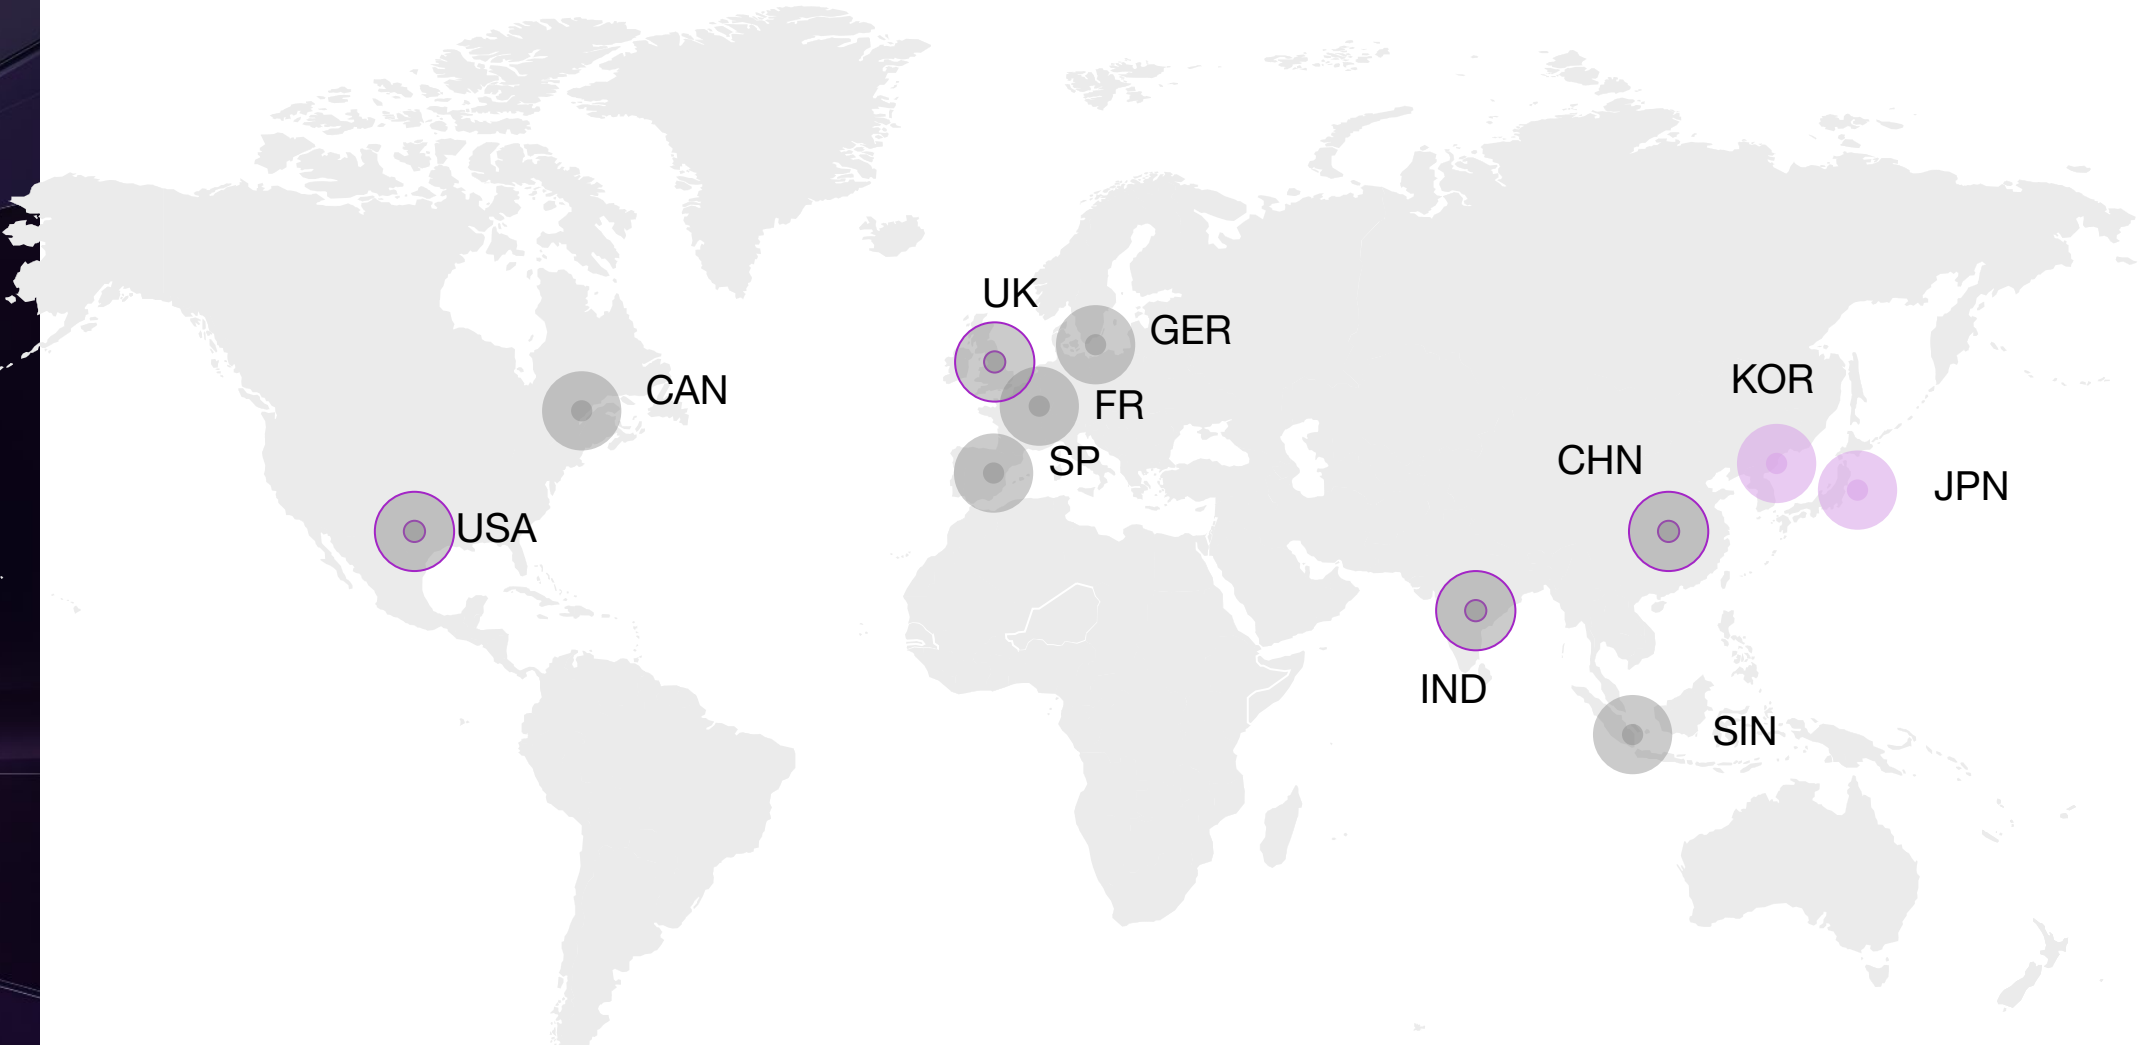 UK
GER
CAN
FR
KOR
SP
CHN
JPN
USA
IND
SIN